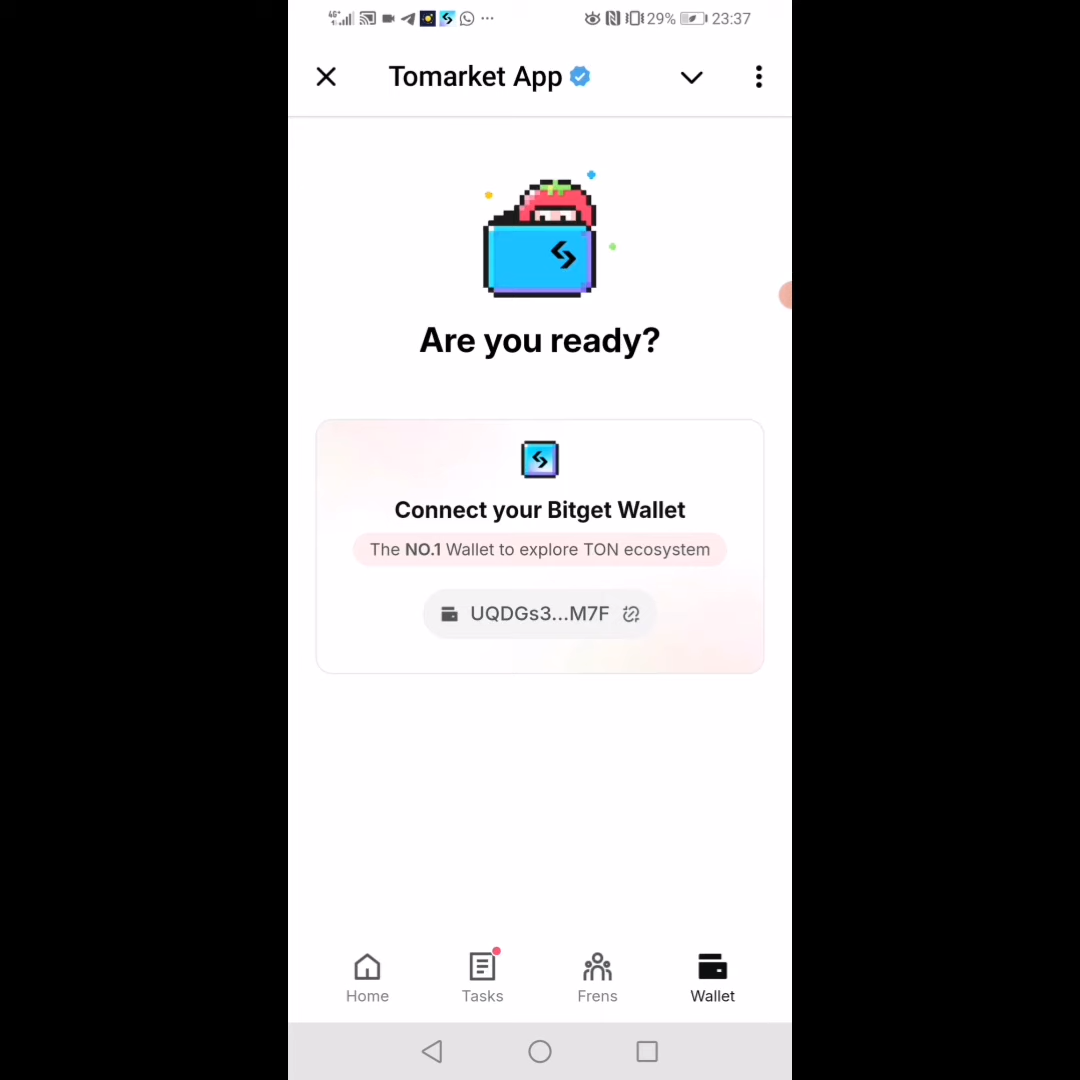 29% 23:37
Tomarket App
Are you ready?
Connect your Bitget Wallet
The NO.1 Wallet to explore TON ecosystem
UQDGs3...M7F
Home Tasks Frens Wallet